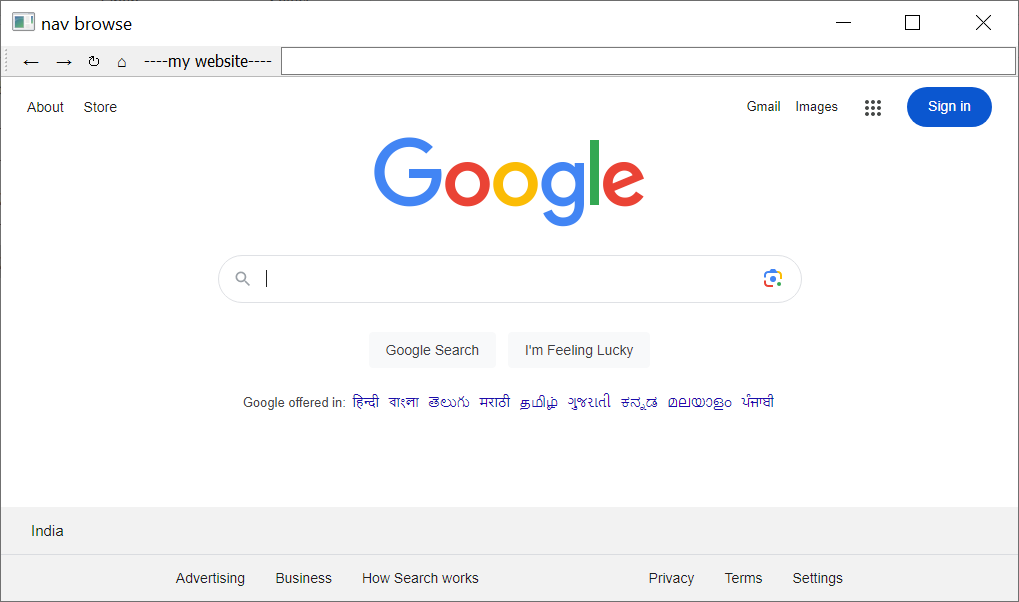 nav browse
← → ↻ ⌂ ----my website----
About Store Gmail Images Sign in
Google
Google Search I'm Feeling Lucky
Google offered in: हिन्दी বাংলা తెలుగు मराठी தமிழ் ગુજરાતી ಕನ್ನಡ മലയാളം ਪੰਜਾਬੀ
India
Advertising Business How Search works Privacy Terms Settings